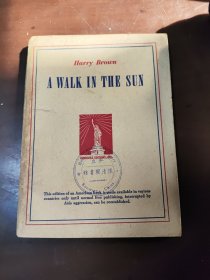 Harry Brown
A WALK IN THE SUN
This edition of an American book is made available in various
countries only until normal free publishing, interrupted by
Axis aggression, can be reestablished.